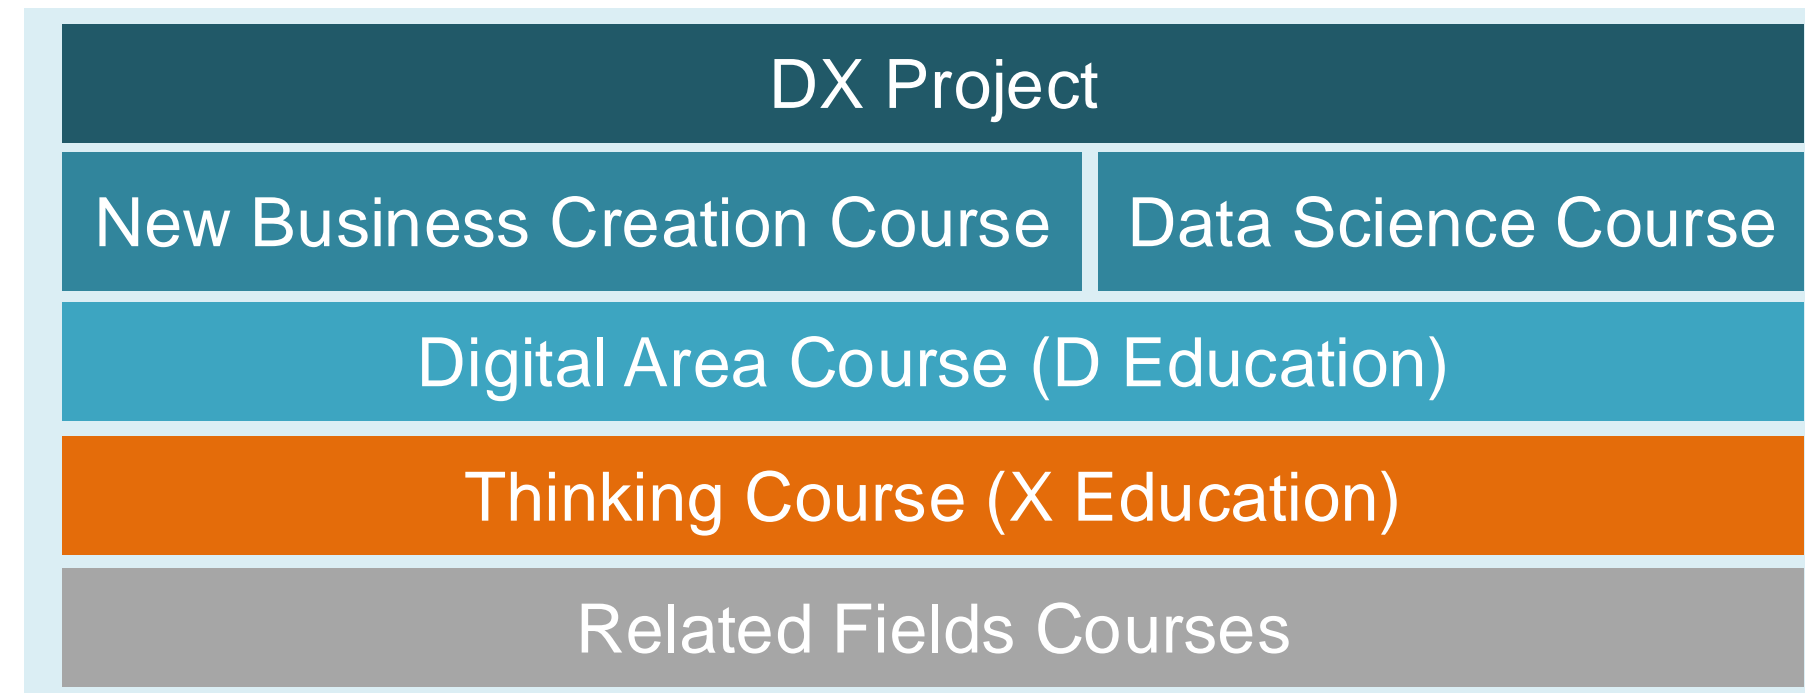 DX Project
New Business Creation Course
Data Science Course
Digital Area Course (D Education)
Thinking Course (X Education)
Related Fields Courses